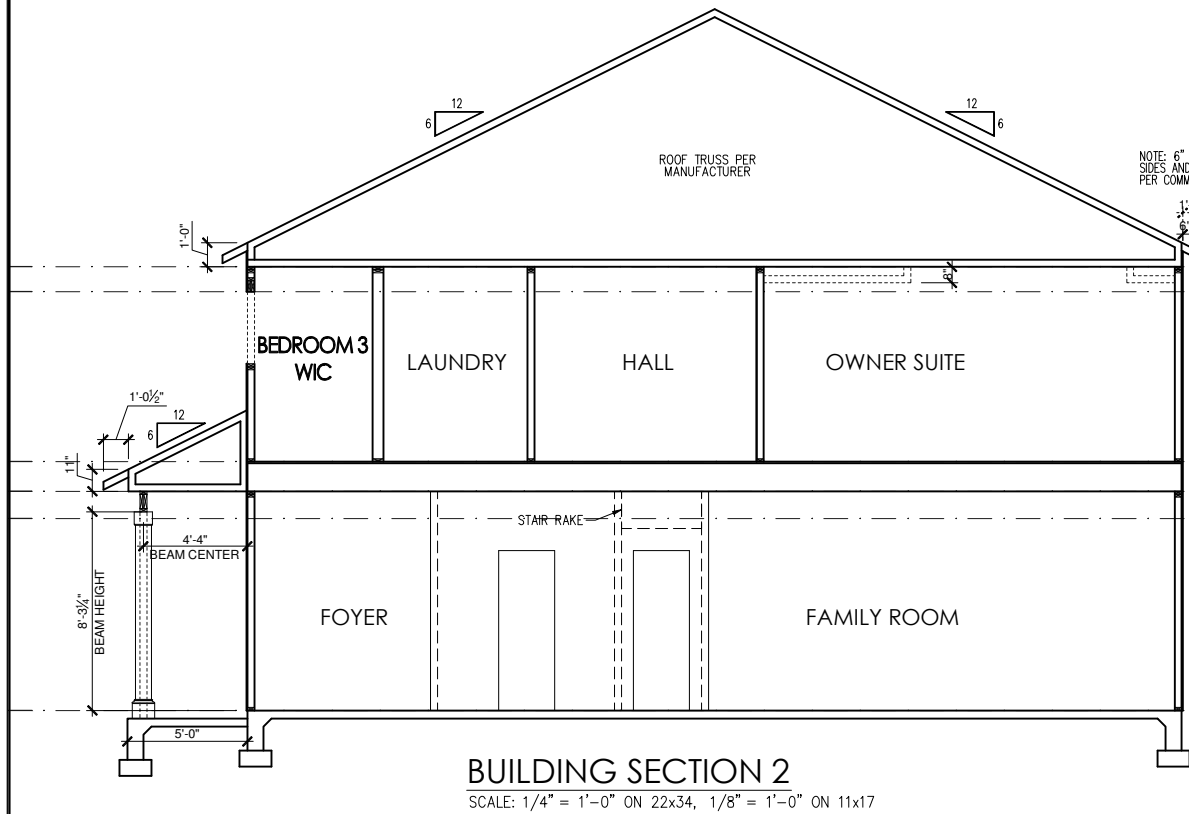 12
6
12
6
ROOF TRUSS PER
MANUFACTURER
NOTE: 6"
SIDES AND
PER COMM
1'-0"
8"
BEDROOM 3
WIC
LAUNDRY
HALL
OWNER SUITE
1'-0½"
12
6
11"
STAIR RAKE
4'-4"
BEAM CENTER
8'-3¼"
BEAM HEIGHT
FOYER
FAMILY ROOM
5'-0"
BUILDING SECTION 2
SCALE: 1/4" = 1'-0" ON 22x34, 1/8" = 1'-0" ON 11x17